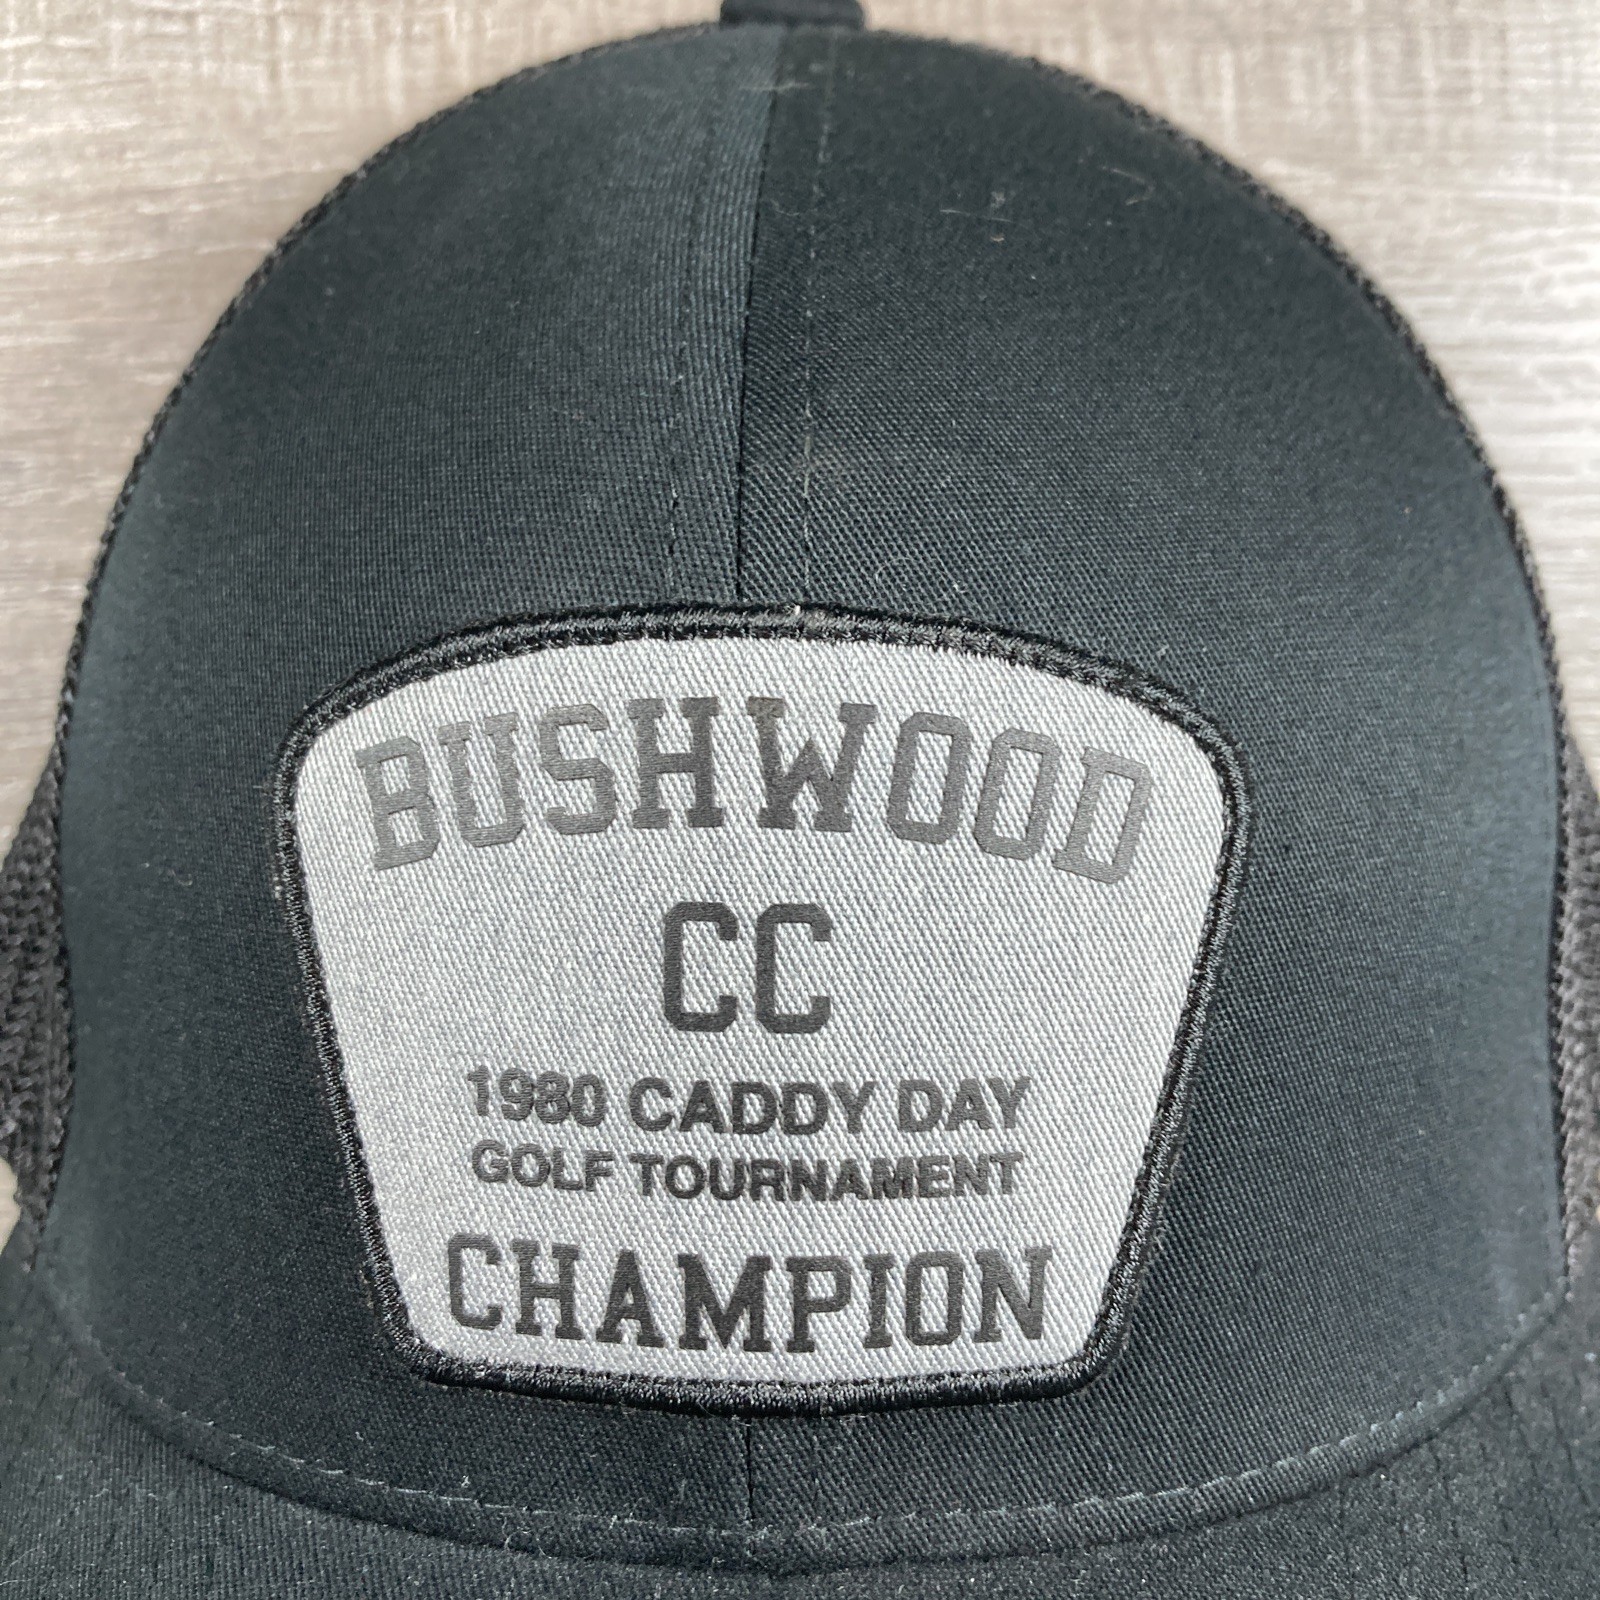 BUSHWOOD
CC
1980 CADDY DAY
GOLF TOURNAMENT
CHAMPION